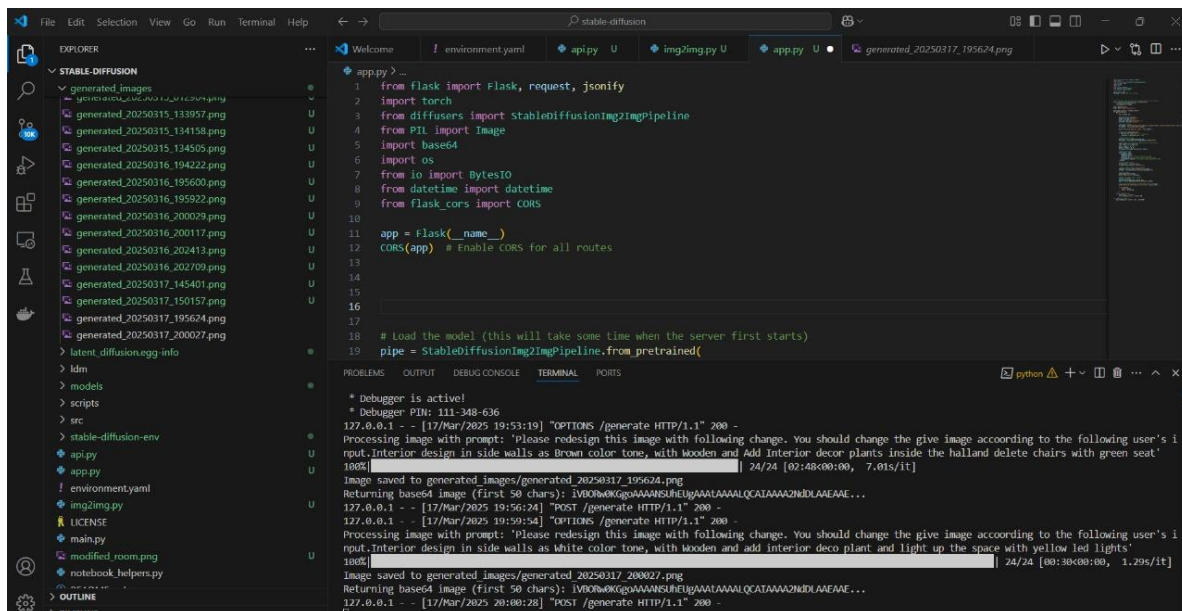 File Edit Selection View Go Run Terminal Help
stable-diffusion
EXPLORER
Welcome
environment.yaml
api.py U
img2img.py U
app.py U
generated_20250317_195624.png
STABLE-DIFFUSION
generated_images
generated_20250315_012904.png
generated_20250315_133957.png U
generated_20250315_134158.png U
generated_20250315_134505.png U
generated_20250316_194222.png U
generated_20250316_195600.png U
generated_20250316_195922.png U
generated_20250316_200029.png U
generated_20250316_200117.png U
generated_20250316_202413.png U
generated_20250316_202709.png U
generated_20250317_145401.png U
generated_20250317_150157.png U
generated_20250317_195624.png
generated_20250317_200027.png
latent_diffusion.egg-info
ldm
models
scripts
src
stable-diffusion-env
api.py U
app.py U
environment.yaml
img2img.py U
LICENSE
main.py
modified_room.png U
notebook_helpers.py
OUTLINE
1
10K
app.py > ...
1 from flask import Flask, request, jsonify
2 import torch
3 from diffusers import StableDiffusionImg2ImgPipeline
4 from PIL import Image
5 import base64
6 import os
7 from io import BytesIO
8 from datetime import datetime
9 from flask_cors import CORS
10
11 app = Flask(__name__)
12 CORS(app) # Enable CORS for all routes
13
14
15
16
17
18 # Load the model (this will take some time when the server first starts)
19 pipe = StableDiffusionImg2ImgPipeline.from_pretrained(
PROBLEMS OUTPUT DEBUG CONSOLE TERMINAL PORTS
python
* Debugger is active!
* Debugger PIN: 111-348-636
127.0.0.1 - - [17/Mar/2025 19:53:19] "OPTIONS /generate HTTP/1.1" 200 -
Processing image with prompt: 'Please redesign this image with following change. You should change the give image accoording to the following user's i
nput.Interior design in side walls as Brown color tone, with Wooden and Add Interior decor plants inside the halland delete chairs with green seat'
100%| | 24/24 [02:48<00:00, 7.01s/it]
Image saved to generated_images/generated_20250317_195624.png
Returning base64 image (first 50 chars): iVBORw0KGgoAAAANSUhEUgAAAtAAAALQCAIAAAA2NdDLAAEAAE...
127.0.0.1 - - [17/Mar/2025 19:56:24] "POST /generate HTTP/1.1" 200 -
127.0.0.1 - - [17/Mar/2025 19:59:54] "OPTIONS /generate HTTP/1.1" 200 -
Processing image with prompt: 'Please redesign this image with following change. You should change the give image accoording to the following user's i
nput.Interior design in side walls as White color tone, with Wooden and add interior deco plant and light up the space with yellow led lights'
100%| | 24/24 [00:30<00:00, 1.29s/it]
Image saved to generated_images/generated_20250317_200027.png
Returning base64 image (first 50 chars): iVBORw0KGgoAAAANSUhEUgAAAtAAAALQCAIAAAA2NdDLAAEAAE...
127.0.0.1 - - [17/Mar/2025 20:00:28] "POST /generate HTTP/1.1" 200 -